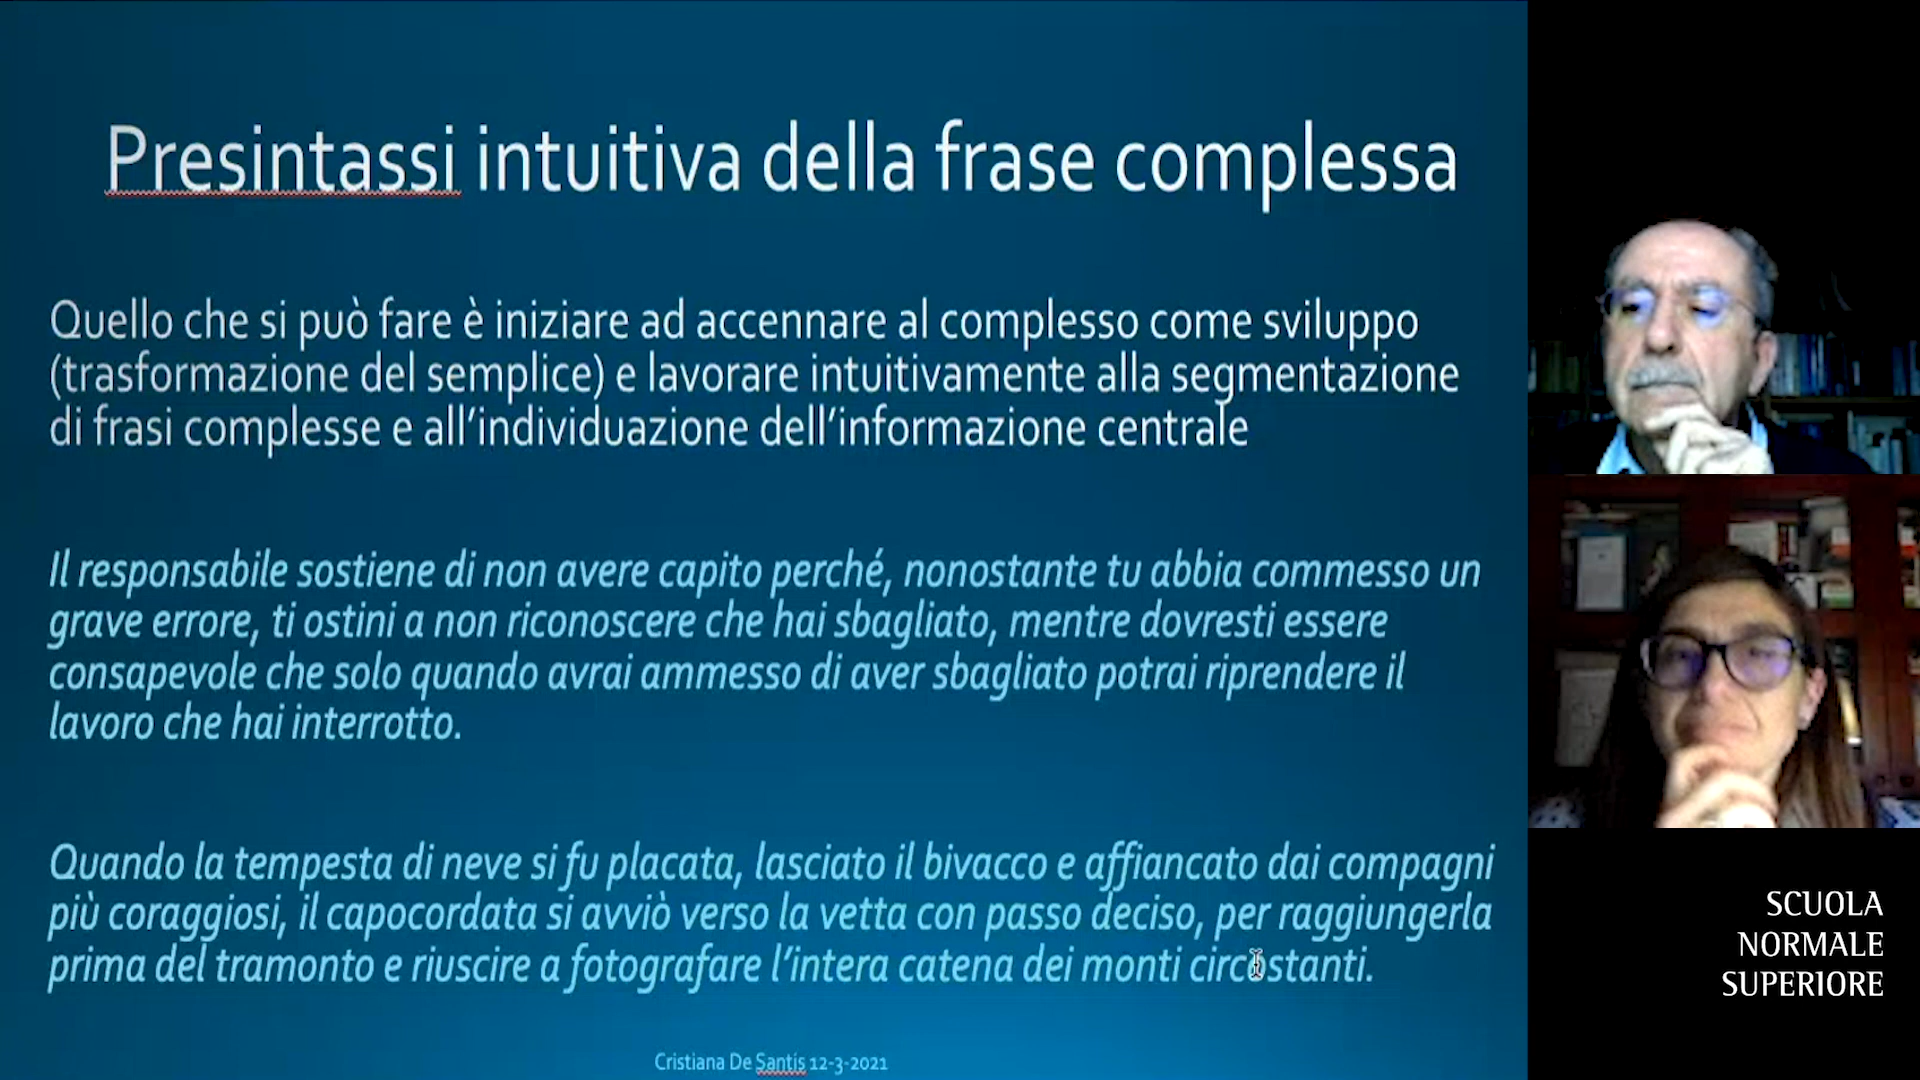 Presintassi intuitiva della frase complessa
Quello che si può fare è iniziare ad accennare al complesso come sviluppo
(trasformazione del semplice) e lavorare intuitivamente alla segmentazione
di frasi complesse e all’individuazione dell’informazione centrale
Il responsabile sostiene di non avere capito perché, nonostante tu abbia commesso un
grave errore, ti ostini a non riconoscere che hai sbagliato, mentre dovresti essere
consapevole che solo quando avrai ammesso di aver sbagliato potrai riprendere il
lavoro che hai interrotto.
Quando la tempesta di neve si fu placata, lasciato il bivacco e affiancato dai compagni
più coraggiosi, il capocordata si avviò verso la vetta con passo deciso, per raggiungerla
prima del tramonto e riuscire a fotografare l’intera catena dei monti circostanti.
Cristiana De Santis 12-3-2021
SCUOLA
NORMALE
SUPERIORE